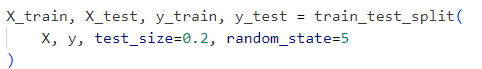 X_train, X_test, y_train, y_test = train_test_split(
    X, y, test_size=0.2, random_state=5
)